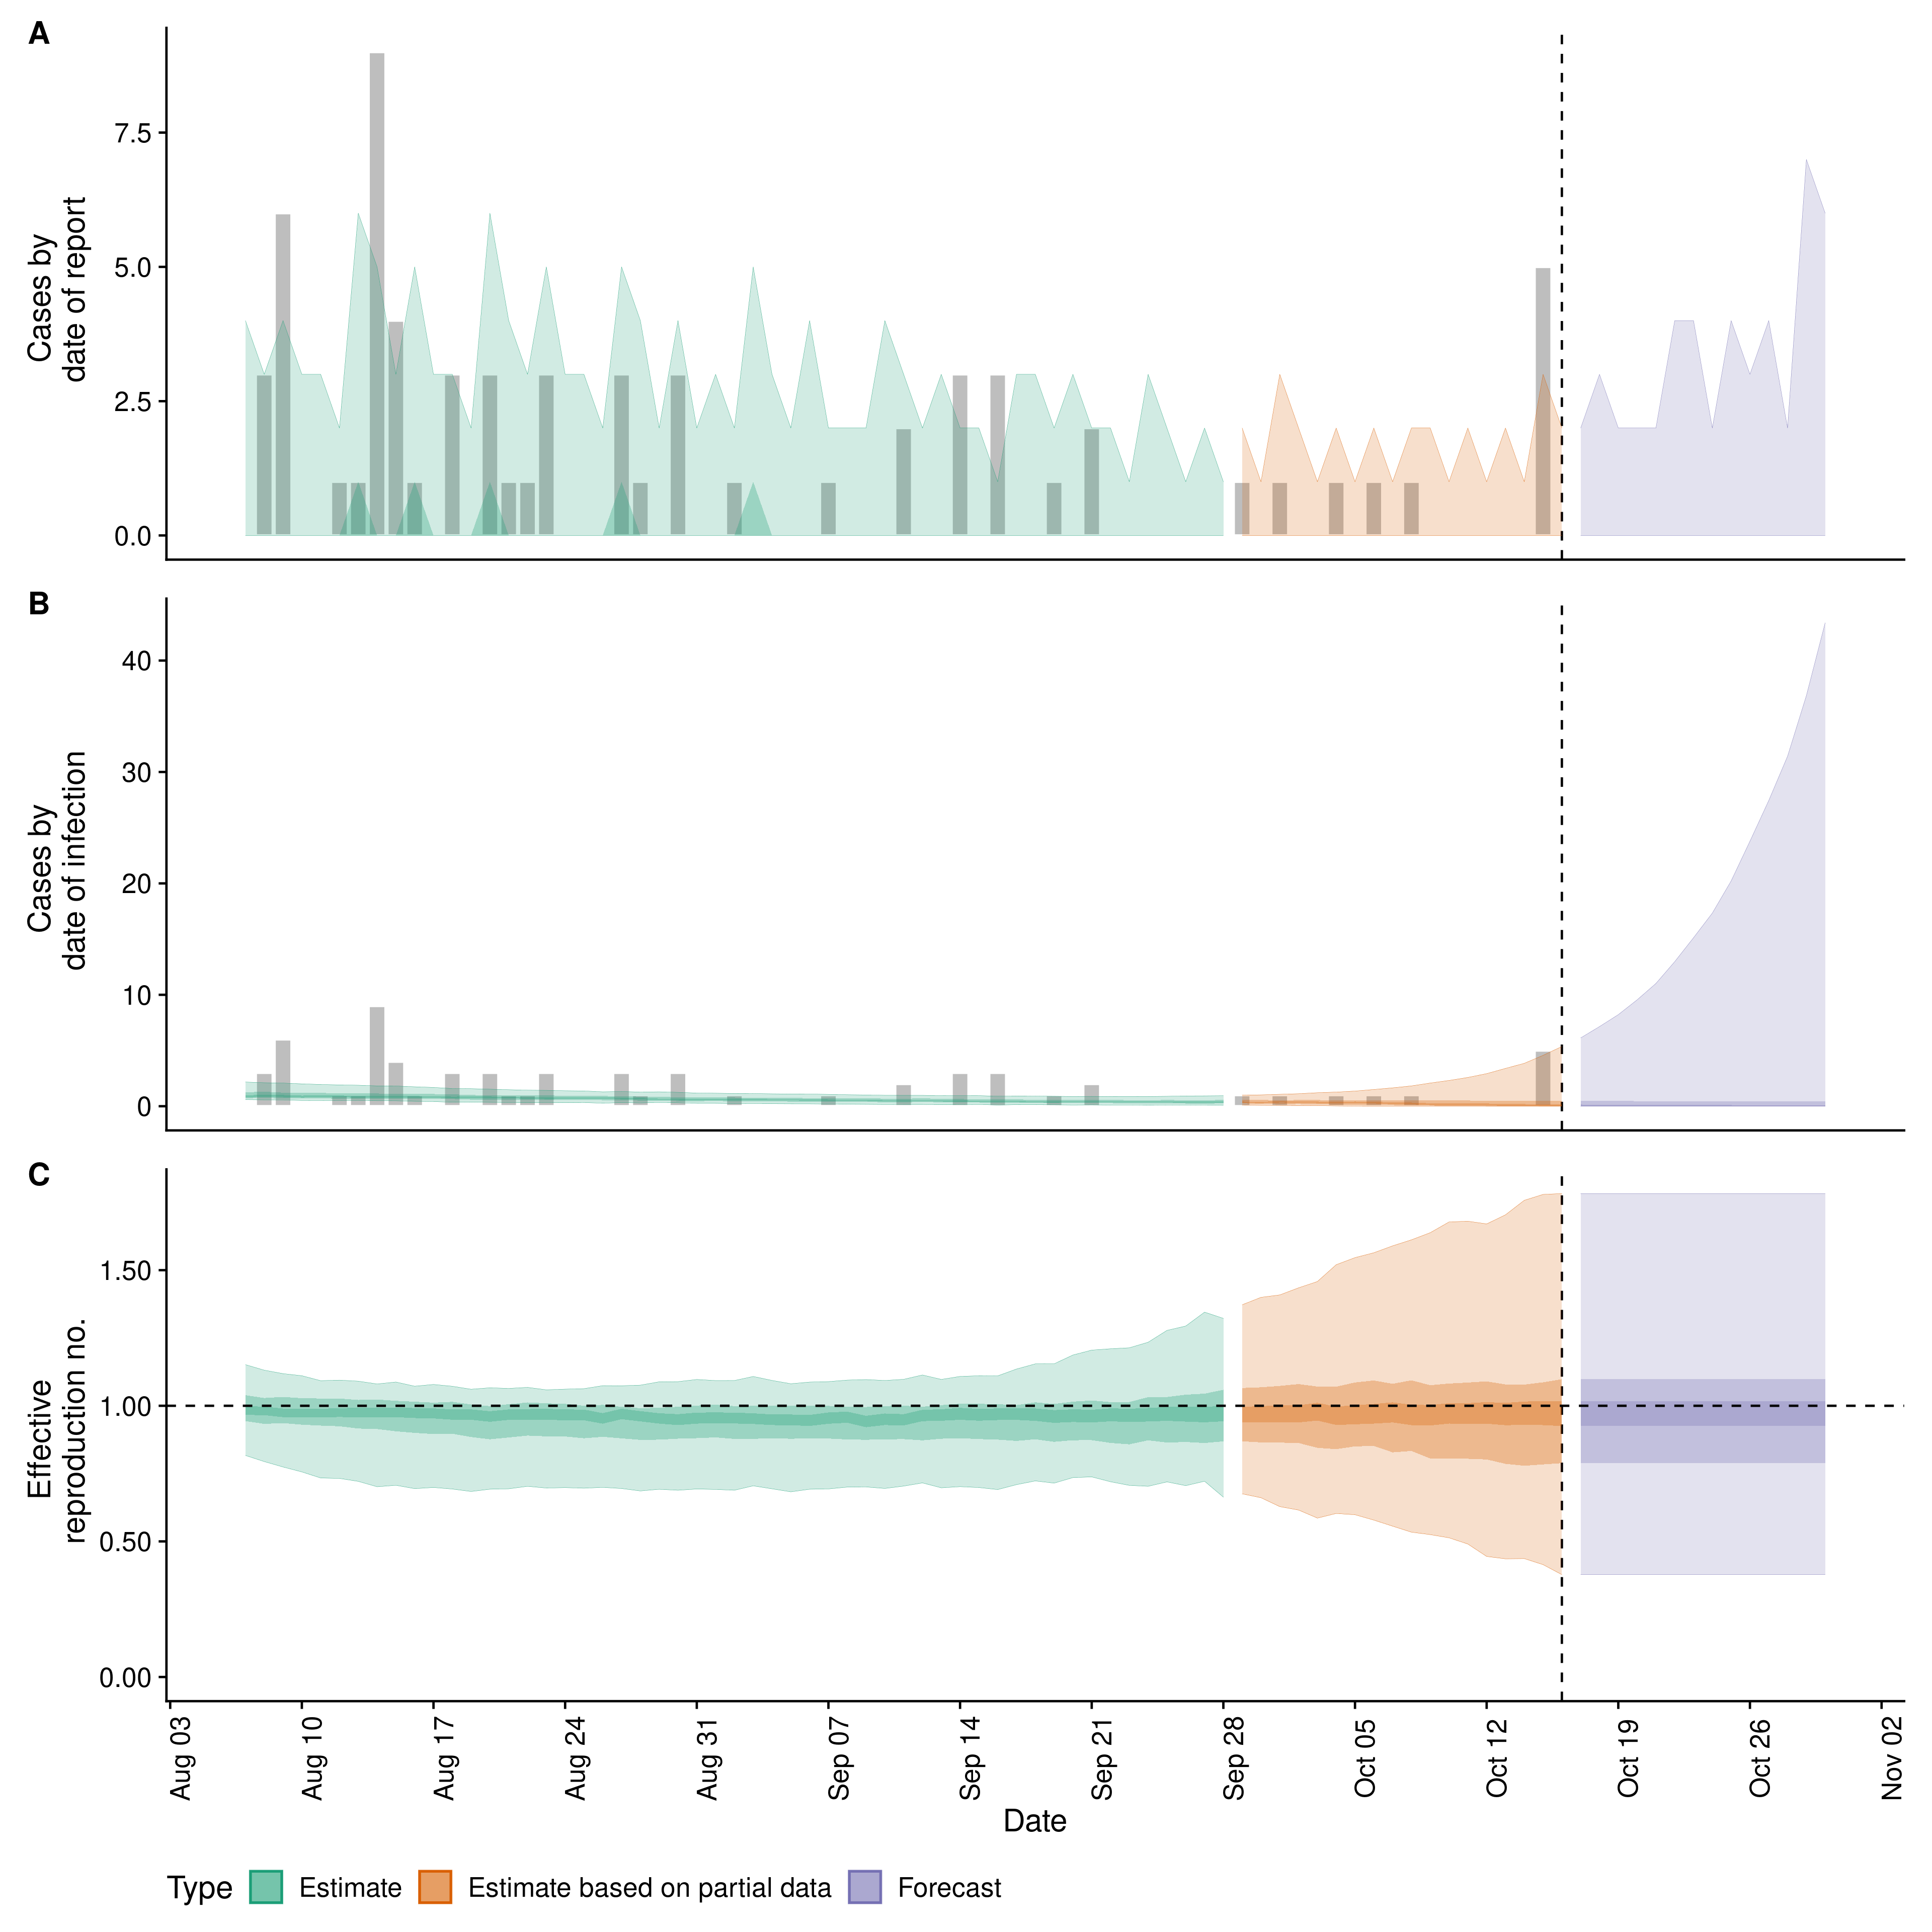 A
Cases by
date of report
7.5
5.0
2.5
0.0
B
Cases by
date of infection
40
30
20
10
0
C
Effective
reproduction no.
1.50
1.00
0.50
0.00
Aug 03
Aug 10
Aug 17
Aug 24
Aug 31
Sep 07
Sep 14
Sep 21
Sep 28
Oct 05
Oct 12
Oct 19
Oct 26
Nov 02
Date
Type Estimate Estimate based on partial data Forecast